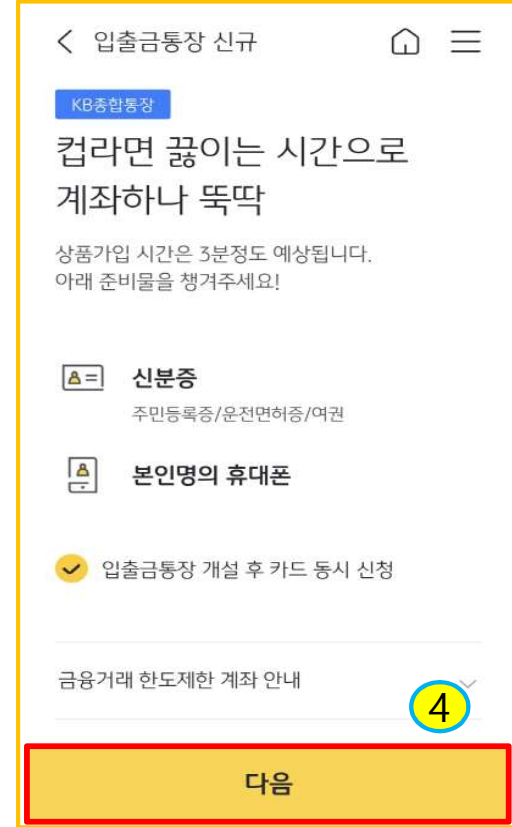 입출금통장 신규
KB종합통장
컵라면 끓이는 시간으로
계좌하나 뚝딱
상품가입 시간은 3분정도 예상됩니다.
아래 준비물을 챙겨주세요!
신분증
주민등록증/운전면허증/여권
본인명의 휴대폰
입출금통장 개설 후 카드 동시 신청
금융거래 한도제한 계좌 안내
4
다음